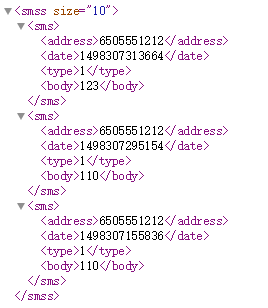 <smss size="10">
<sms>
<address>6505551212</address>
<date>1498307313664</date>
<type>1</type>
<body>123</body>
</sms>
<sms>
<address>6505551212</address>
<date>1498307295154</date>
<type>1</type>
<body>110</body>
</sms>
<sms>
<address>6505551212</address>
<date>1498307155836</date>
<type>1</type>
<body>110</body>
</sms>
</smss>